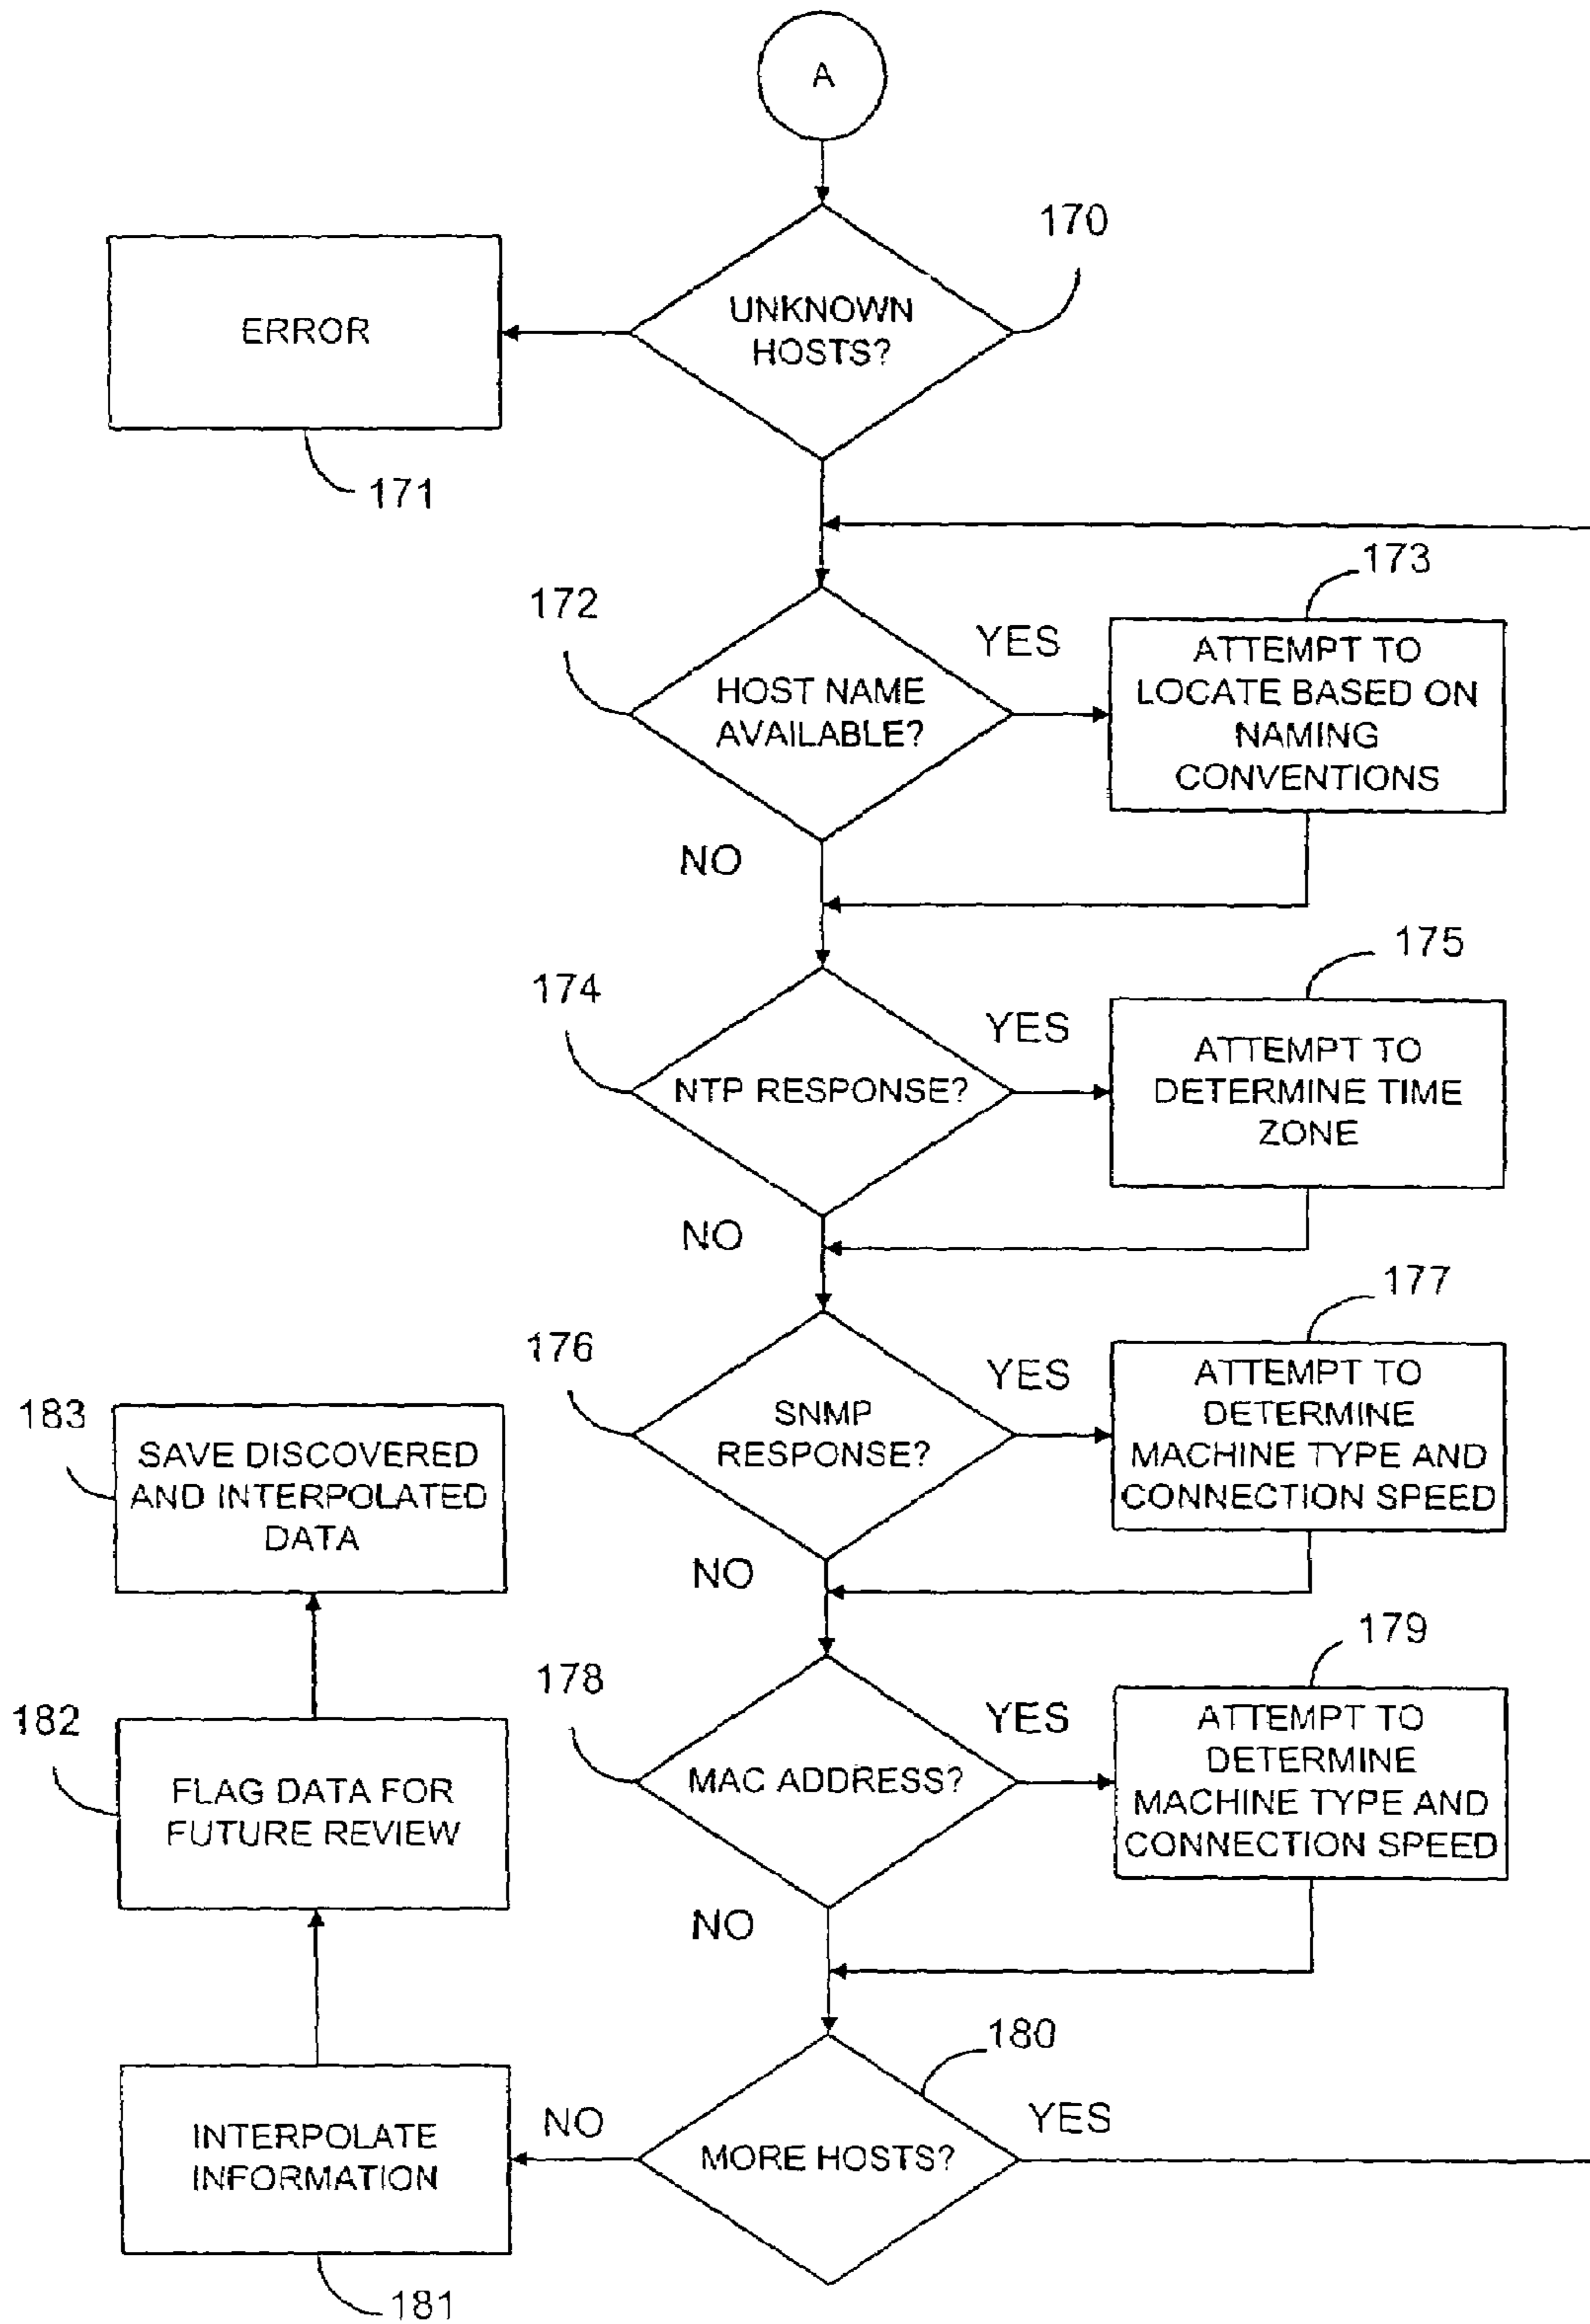 A
170
UNKNOWN
HOSTS?
ERROR
171
172
HOST NAME
AVAILABLE?
YES
173
ATTEMPT TO
LOCATE BASED ON
NAMING
CONVENTIONS
NO
174
NTP RESPONSE?
YES
175
ATTEMPT TO
DETERMINE TIME
ZONE
NO
176
SNMP
RESPONSE?
YES
177
ATTEMPT TO
DETERMINE
MACHINE TYPE AND
CONNECTION SPEED
NO
178
MAC ADDRESS?
YES
179
ATTEMPT TO
DETERMINE
MACHINE TYPE AND
CONNECTION SPEED
NO
180
MORE HOSTS?
YES
NO
INTERPOLATE
INFORMATION
181
182
FLAG DATA FOR
FUTURE REVIEW
183
SAVE DISCOVERED
AND INTERPOLATED
DATA